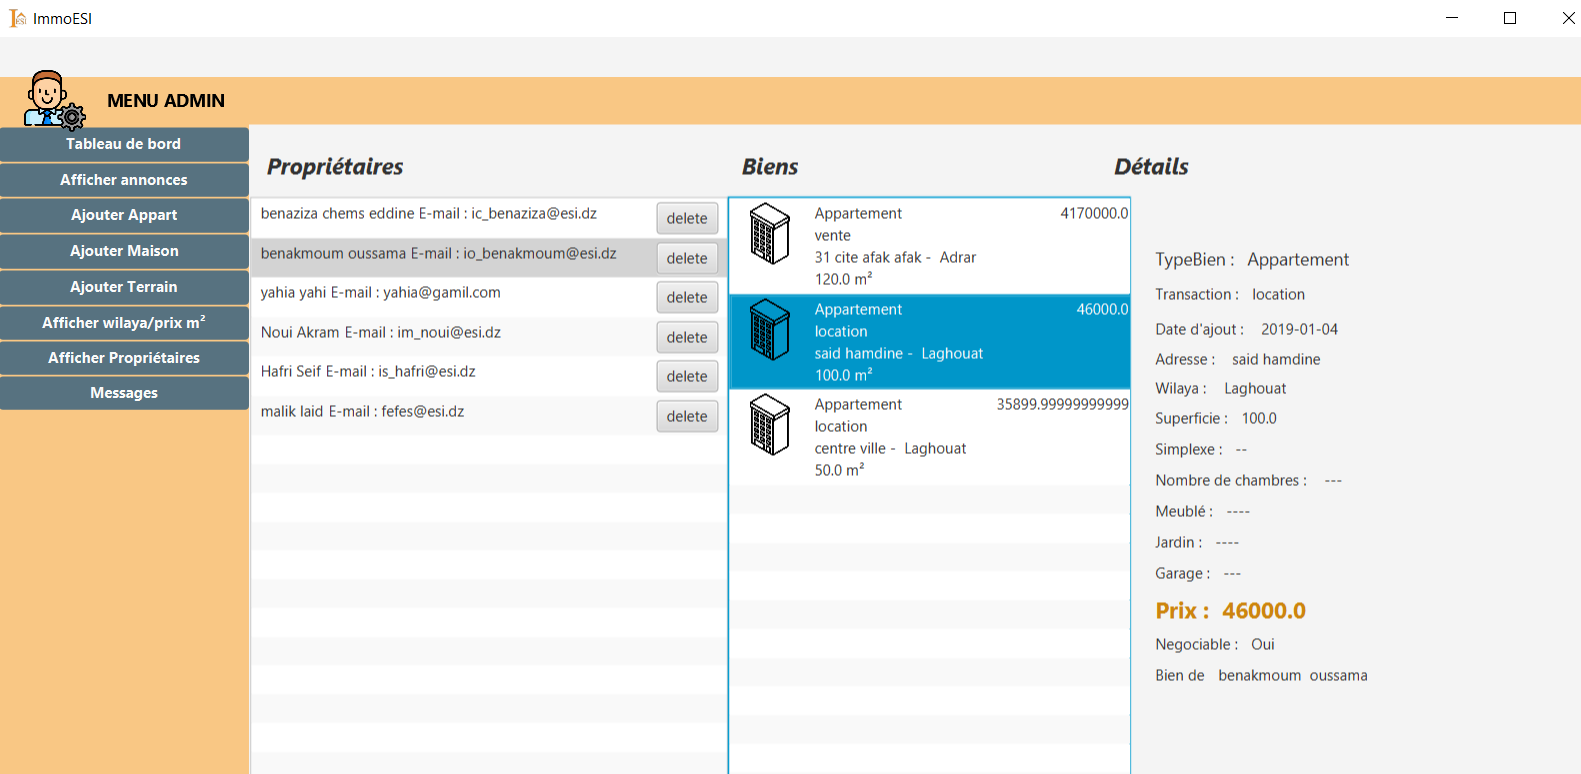 ImmoESI
MENU ADMIN
Tableau de bord
Afficher annonces
Ajouter Appart
Ajouter Maison
Ajouter Terrain
Afficher wilaya/prix m²
Afficher Propriétaires
Messages
Propriétaires
benaziza chems eddine E-mail : ic_benaziza@esi.dz
delete
benakmoum oussama E-mail : io_benakmoum@esi.dz
delete
yahia yahi E-mail : yahia@gamil.com
delete
Noui Akram E-mail : im_noui@esi.dz
delete
Hafri Seif E-mail : is_hafri@esi.dz
delete
malik laid E-mail : fefes@esi.dz
delete
Biens
Appartement 4170000.0
vente
31 cite afak afak - Adrar
120.0 m²
Appartement 46000.0
location
said hamdine - Laghouat
100.0 m²
Appartement 35899.99999999999
location
centre ville - Laghouat
50.0 m²
Détails
TypeBien : Appartement
Transaction : location
Date d'ajout : 2019-01-04
Adresse : said hamdine
Wilaya : Laghouat
Superficie : 100.0
Simplexe : --
Nombre de chambres : ---
Meublé : ----
Jardin : ----
Garage : ---
Prix : 46000.0
Negociable : Oui
Bien de benakmoum oussama